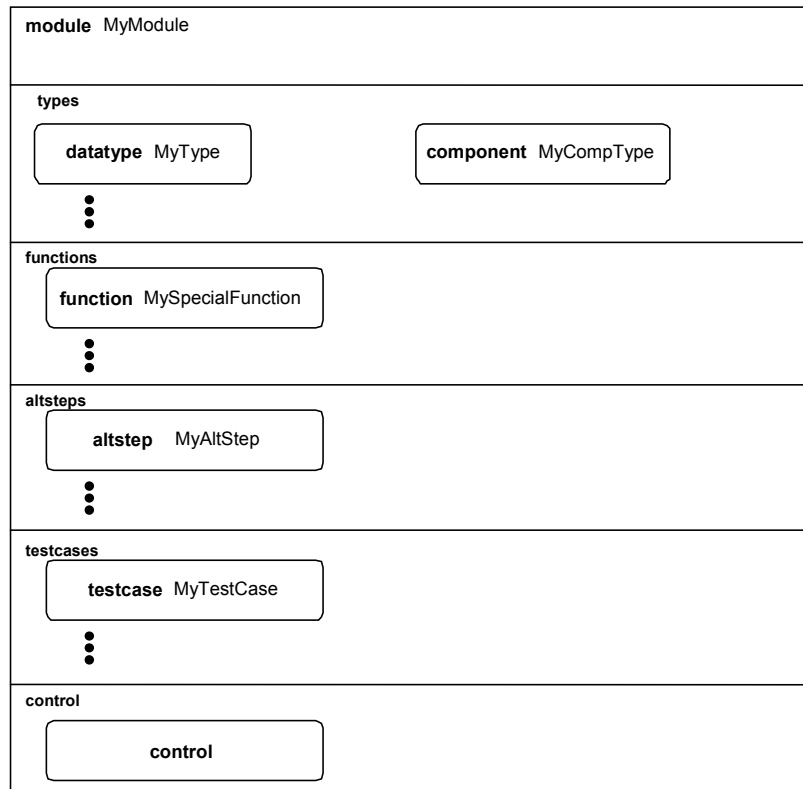 module MyModule
types
datatype MyType
component MyCompType
functions
function MySpecialFunction
altsteps
altstep MyAltStep
testcases
testcase MyTestCase
control
control